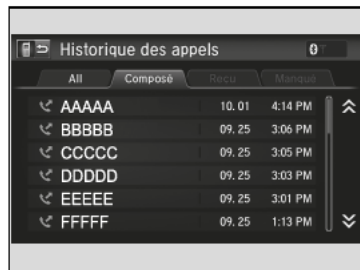 Historique des appels
All Composé Reçu Manqué
AAAAA 10. 01 4:14 PM
BBBBB 09. 25 3:06 PM
CCCCC 09. 25 3:05 PM
DDDDD 09. 25 3:03 PM
EEEEE 09. 25 3:01 PM
FFFFF 09. 25 1:13 PM